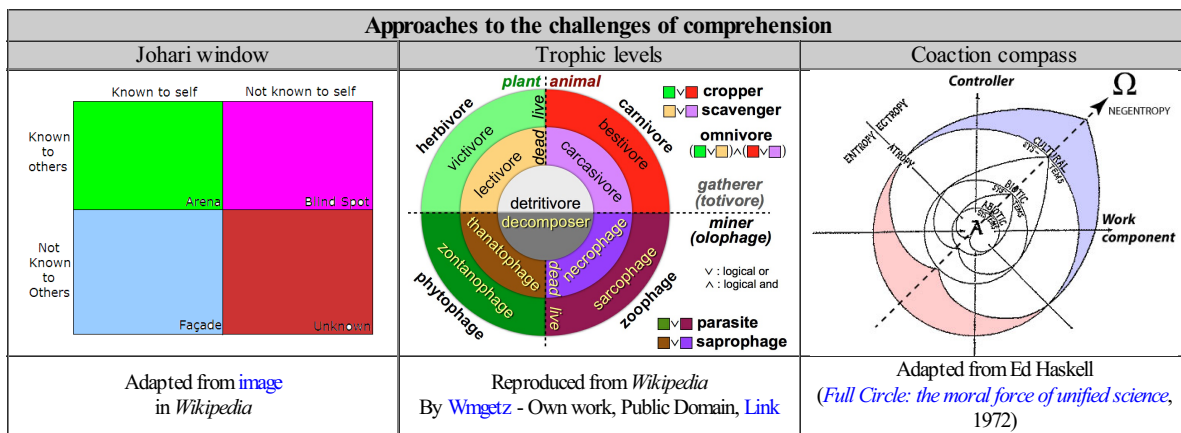 Approaches to the challenges of comprehension
Johari window
Trophic levels
Coaction compass
Known to self
Not known to self
Known
to
others
Arena
Blind Spot
Not
Known to
Others
Façade
Unknown
plant animal
herbivore
carnivore
live
dead
victivore
lectivore
bestivore
carcasivore
detritivore
decomposer
thanatophage
zontanophage
necrophage
sarcophage
dead
live
phytophage
zoophage
∨ cropper
∨ scavenger
omnivore
( ∨ )∧( ∨ )
gatherer
(totivore)
miner
(olophage)
∨ : logical or
∧ : logical and
∨ parasite
∨ saprophage
Controller
Ω
NEGENTROPY
ENTROPY ECTROPY
ATROPY
CULTURAL
SYSTEMS
BIOTIC
SYSTEMS
ABIOTIC
A
Work
component
Adapted from image
in Wikipedia
Reproduced from Wikipedia
By Wmgetz - Own work, Public Domain, Link
Adapted from Ed Haskell
(Full Circle: the moral force of unified science,
1972)